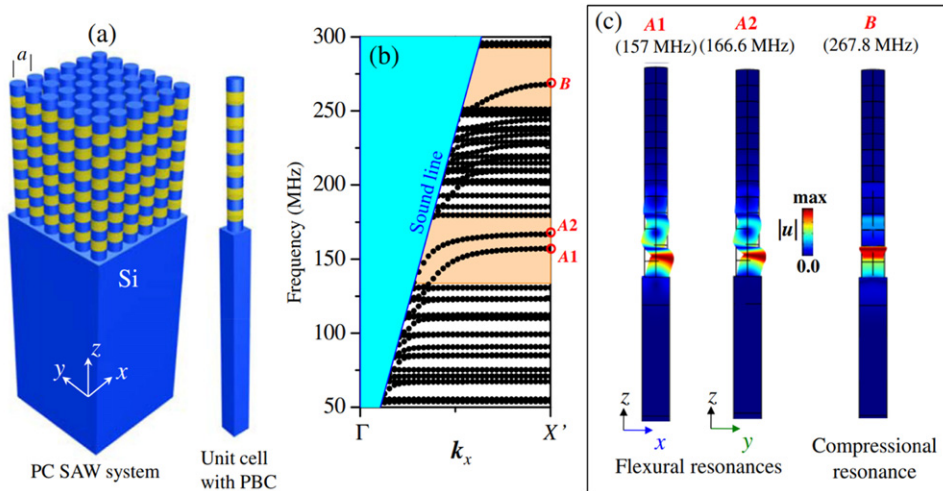 (a)
a
Si
z
y
x
PC SAW system
Unit cell
with PBC
(b)
300
250
200
150
100
50
Frequency (MHz)
Sound line
B
A2
A1
Γ
X’
kₓ
(c)
A1
(157 MHz)
A2
(166.6 MHz)
B
(267.8 MHz)
max
|u|
0.0
z
x
z
y
z
x
Flexural resonances
Compressional
resonance